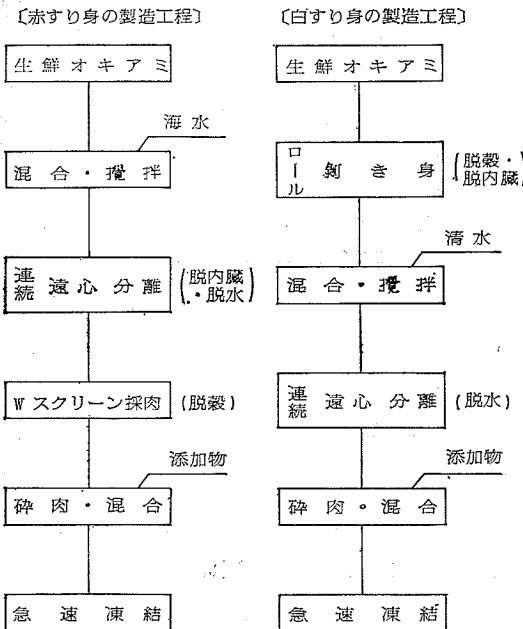 〔赤すり身の製造工程〕
生鮮オキアミ
海水
混合・攪拌
連続遠心分離
(脱内臓
・脱水)
Wスクリーン採肉
(脱殻)
添加物
砕肉・混合
急速凍結
〔白すり身の製造工程〕
生鮮オキアミ
ロール剝き身
(脱穀・
脱内臓
清水
混合・攪拌
連続遠心分離
(脱水)
添加物
砕肉・混合
急速凍結